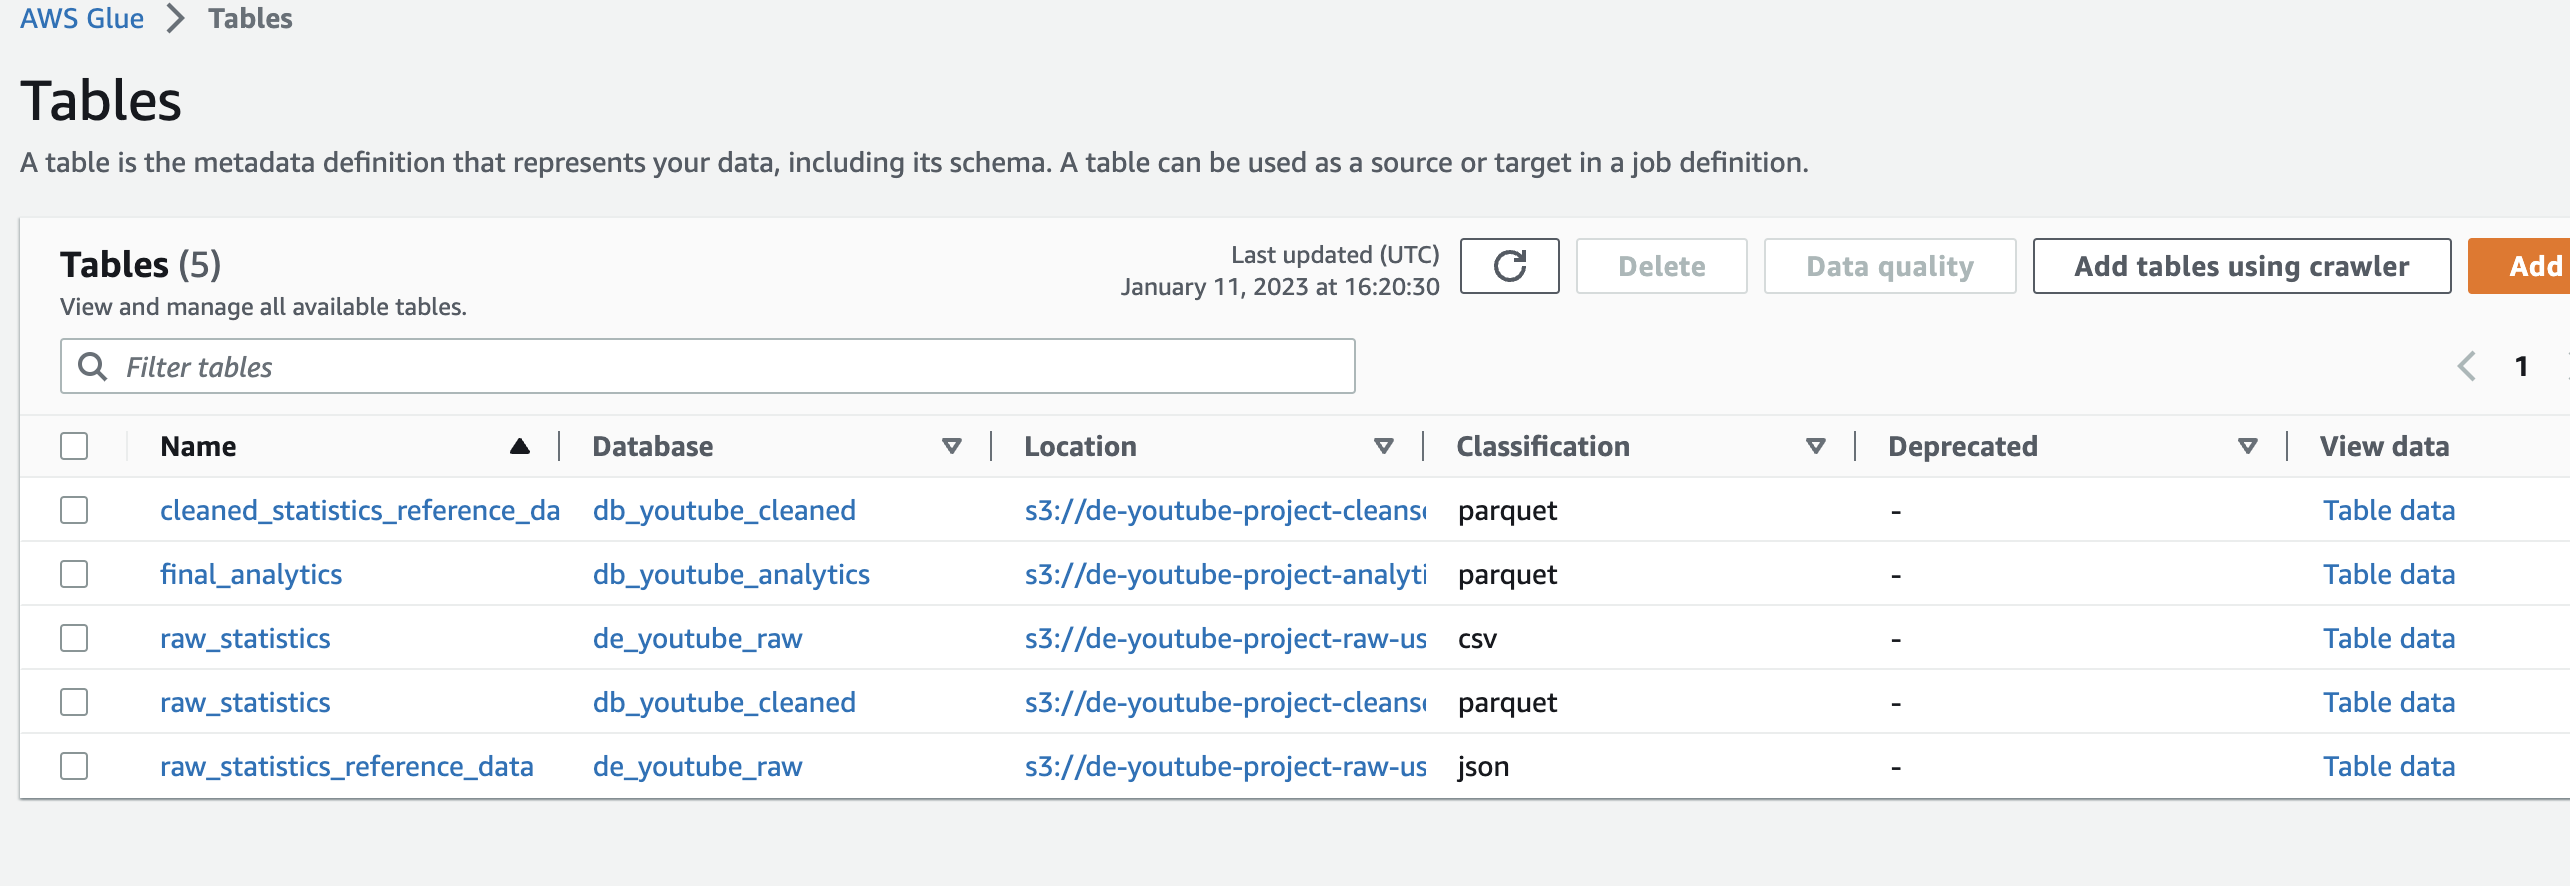 AWS Glue > Tables
Tables
A table is the metadata definition that represents your data, including its schema. A table can be used as a source or target in a job definition.
Tables (5)
View and manage all available tables.
Last updated (UTC)
January 11, 2023 at 16:20:30
Delete
Data quality
Add tables using crawler
Add
Filter tables
1
Name Database Location Classification Deprecated View data
cleaned_statistics_reference_da db_youtube_cleaned s3://de-youtube-project-cleans parquet - Table data
final_analytics db_youtube_analytics s3://de-youtube-project-analyti parquet - Table data
raw_statistics de_youtube_raw s3://de-youtube-project-raw-us csv - Table data
raw_statistics db_youtube_cleaned s3://de-youtube-project-cleans parquet - Table data
raw_statistics_reference_data de_youtube_raw s3://de-youtube-project-raw-us json - Table data